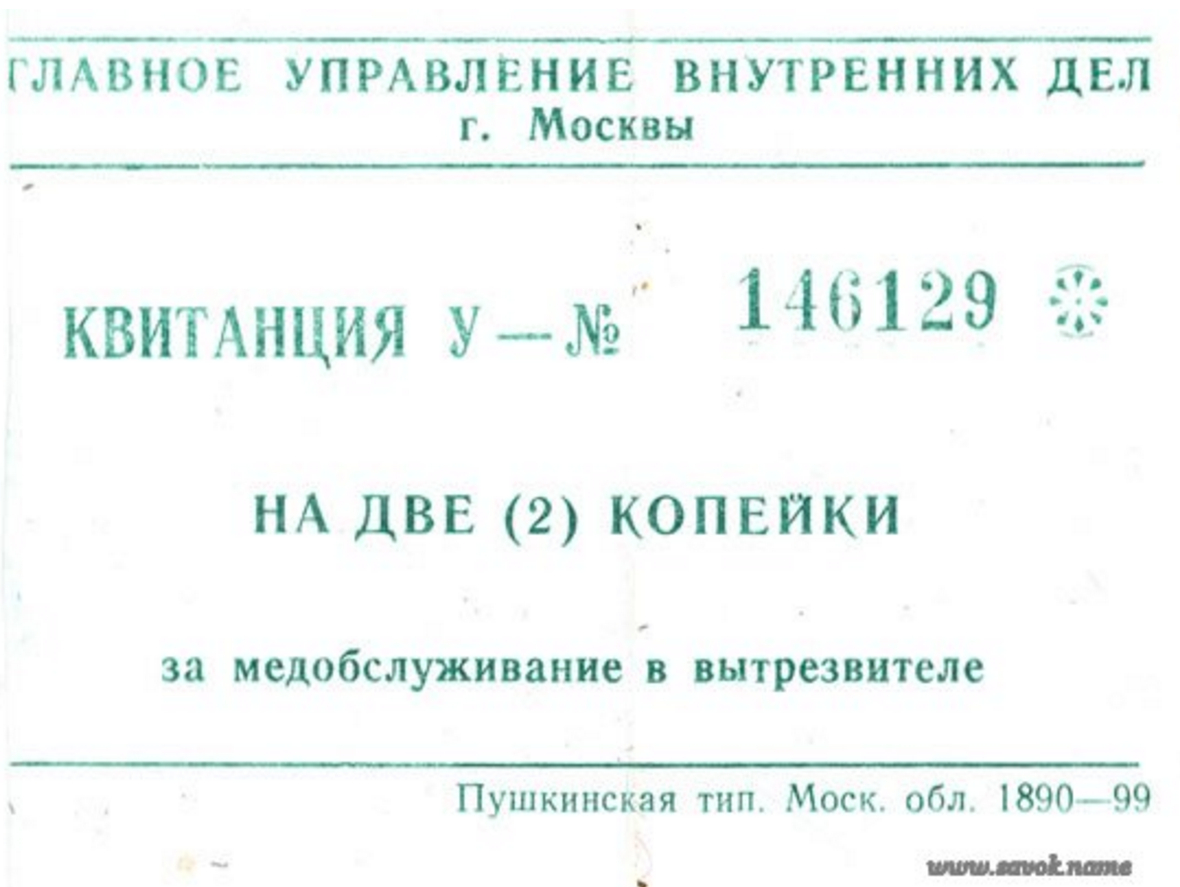 ГЛАВНОЕ УПРАВЛЕНИЕ ВНУТРЕННИХ ДЕЛ
г. Москвы
КВИТАНЦИЯ У — № 146129
НА ДВЕ (2) КОПЕЙКИ
за медобслуживание в вытрезвителе
Пушкинская тип. Моск. обл. 1890—99
www.savok.name